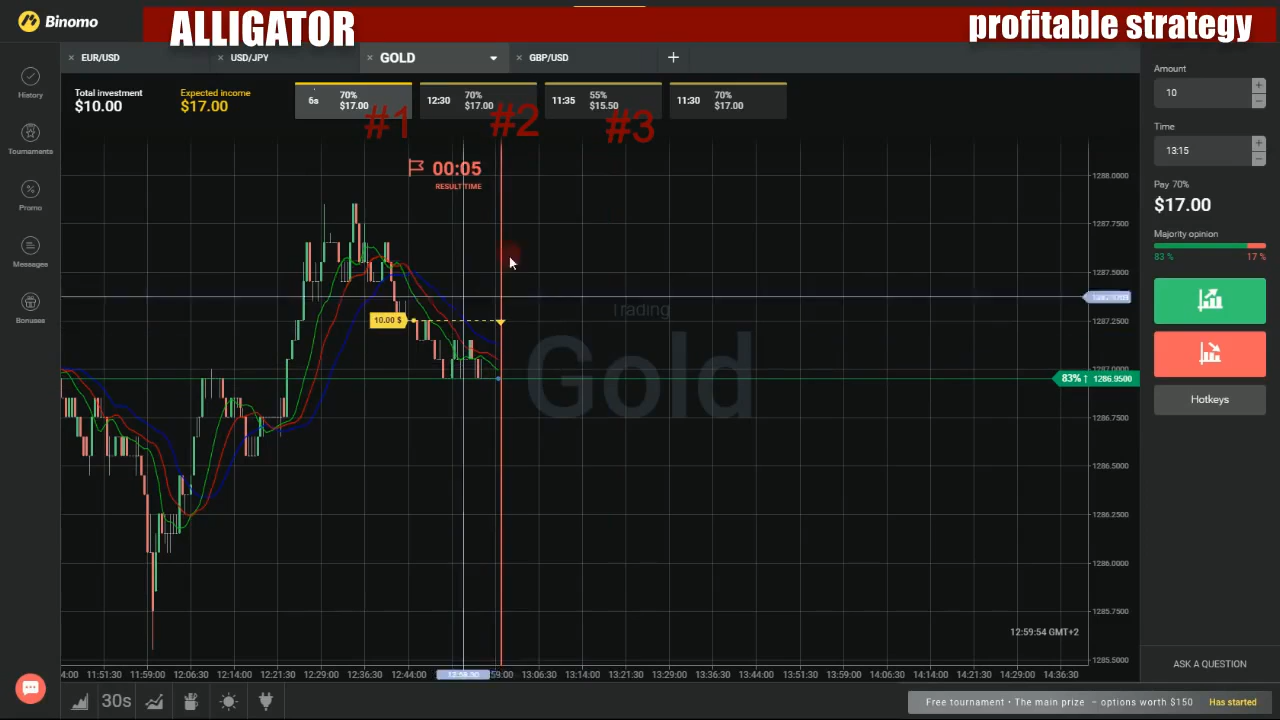 ALLIGATOR
profitable strategy
Binomo
EUR/USD
USD/JPY
GOLD
GBP/USD
Amount
10
Time
13:15
Pay 70%
$17.00
Majority opinion
83 %
17 %
Hotkeys
ASK A QUESTION
History
Tournaments
Promo
Messages
Bonuses
Total investment
$10.00
Expected income
$17.00
6s
70%
$17.00
12:30
70%
$17.00
11:35
55%
$15.50
11:30
70%
$17.00
#1
#2
#3
00:05
RESULT TIME
10.00 $
Trading
Gold
1288.0000
1287.7500
1287.5000
1287.2500
1287.0000
83% ↑ 1286.9500
1286.7500
1286.5000
1286.2500
1286.0000
1285.7500
1285.5000
12:59:54 GMT+2
4:00 11:51:30 11:59:00 12:06:30 12:14:00 12:21:30 12:29:00 12:36:30 12:44:00 13:06:30 13:14:00 13:21:30 13:29:00 13:36:30 13:44:00 13:51:30 13:59:00 14:06:30 14:14:00 14:21:30 14:29:00 14:36:30
30s
Free tournament • The main prize – options worth $150 Has started